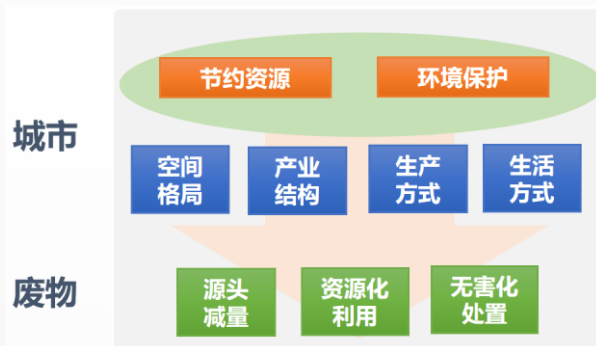 城市
节约资源
环境保护
空间
格局
产业
结构
生产
方式
生活
方式
废物
源头
减量
资源化
利用
无害化
处置